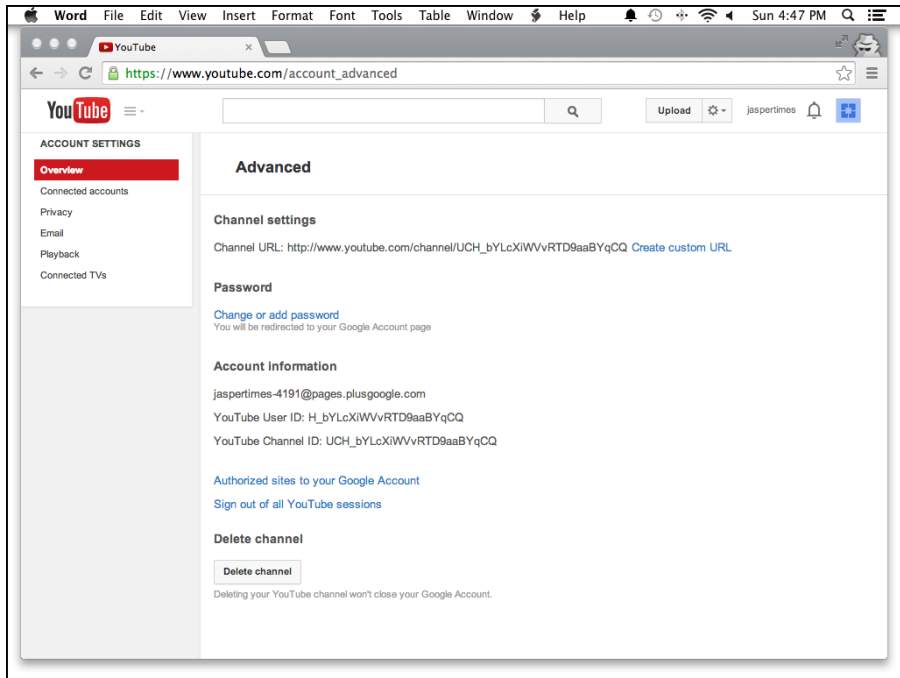 Word File Edit View Insert Format Font Tools Table Window Help Sun 4:47 PM
YouTube
https://www.youtube.com/account_advanced
YouTube Upload jaspertimes
ACCOUNT SETTINGS
Overview
Connected accounts
Privacy
Email
Playback
Connected TVs
Advanced
Channel settings
Channel URL: http://www.youtube.com/channel/UCH_bYLcXiWVvRTD9aaBYqCQ Create custom URL
Password
Change or add password
You will be redirected to your Google Account page
Account information
jaspertimes-4191@pages.plusgoogle.com
YouTube User ID: H_bYLcXiWVvRTD9aaBYqCQ
YouTube Channel ID: UCH_bYLcXiWVvRTD9aaBYqCQ
Authorized sites to your Google Account
Sign out of all YouTube sessions
Delete channel
Delete channel
Deleting your YouTube channel won't close your Google Account.